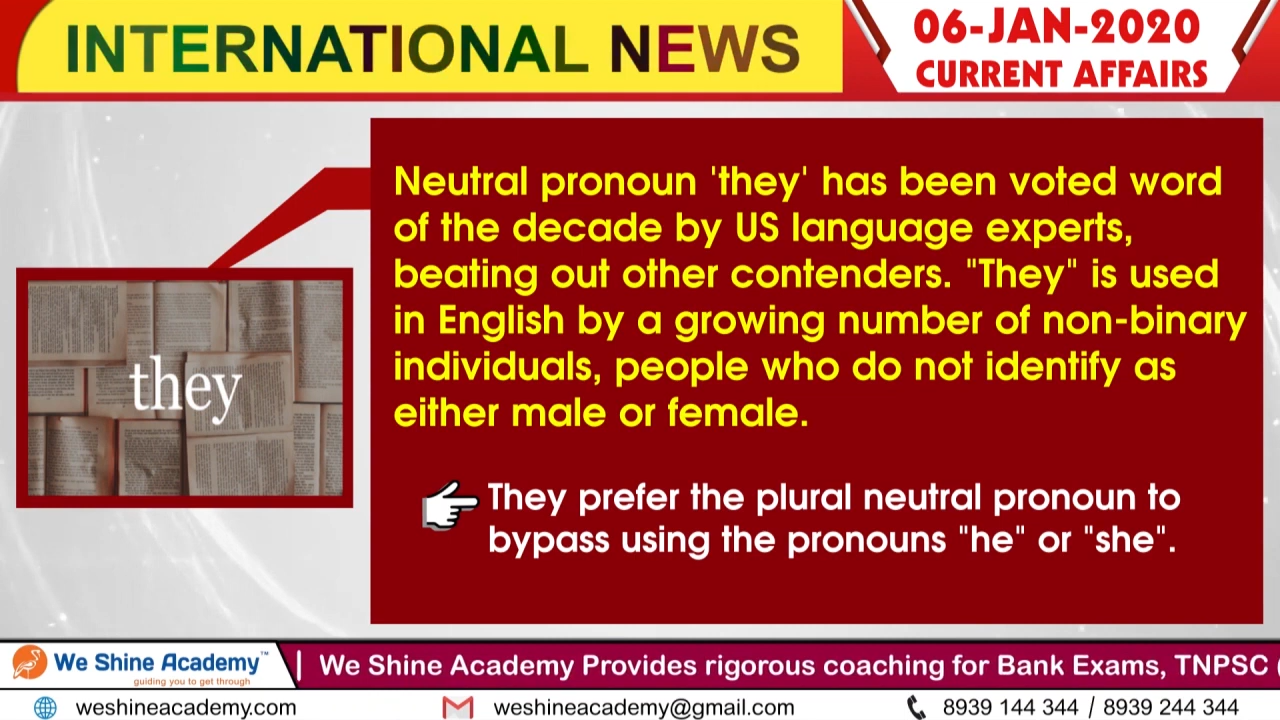 INTERNATIONAL NEWS
06-JAN-2020
CURRENT AFFAIRS
Neutral pronoun 'they' has been voted word
of the decade by US language experts,
beating out other contenders. "They" is used
in English by a growing number of non-binary
individuals, people who do not identify as
either male or female.
they
They prefer the plural neutral pronoun to
bypass using the pronouns "he" or "she".
We Shine Academy™
guiding you to get through
We Shine Academy Provides rigorous coaching for Bank Exams, TNPSC
weshineacademy.com
weshineacademy@gmail.com
8939 144 344 / 8939 244 344